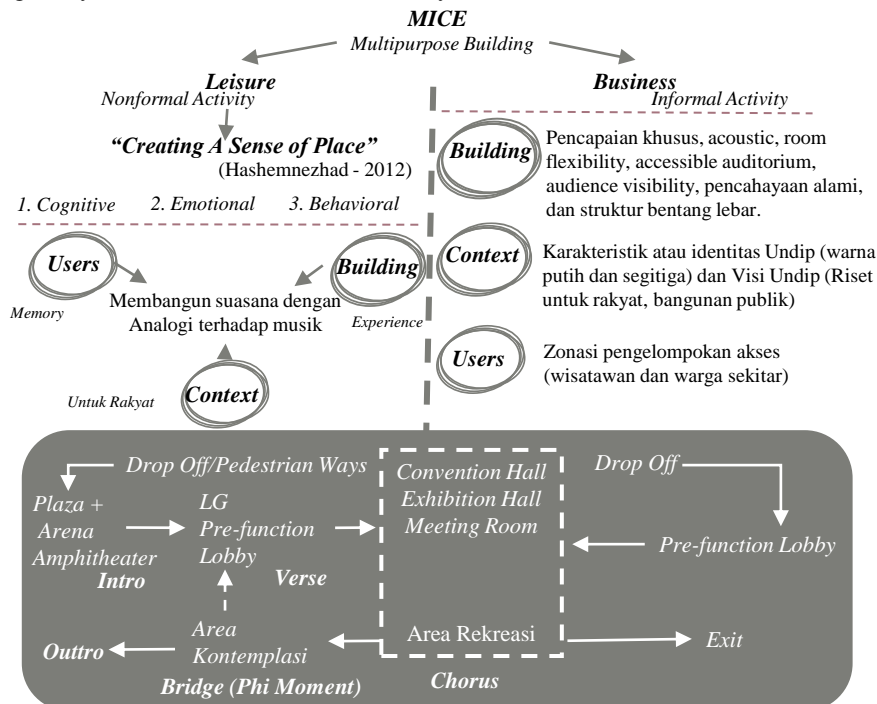 MICE
Multipurpose Building
Leisure
Nonformal Activity
"Creating A Sense of Place"
(Hashemnezhad - 2012)
1. Cognitive 2. Emotional 3. Behavioral
Users
Memory
Building
Experience
Membangun suasana dengan
Analogi terhadap musik
Context
Untuk Rakyat
Business
Informal Activity
Building
Pencapaian khusus, acoustic, room
flexibility, accessible auditorium,
audience visibility, pencahayaan alami,
dan struktur bentang lebar.
Context
Karakteristik atau identitas Undip (warna
putih dan segitiga) dan Visi Undip (Riset
untuk rakyat, bangunan publik)
Users
Zonasi pengelompokan akses
(wisatawan dan warga sekitar)
Drop Off/Pedestrian Ways
Plaza +
Arena
Amphitheater
Intro
LG
Pre-function
Lobby
Verse
Convention Hall
Exhibition Hall
Meeting Room
Drop Off
Pre-function Lobby
Area Rekreasi
Chorus
Exit
Area
Kontemplasi
Bridge (Phi Moment)
Outtro